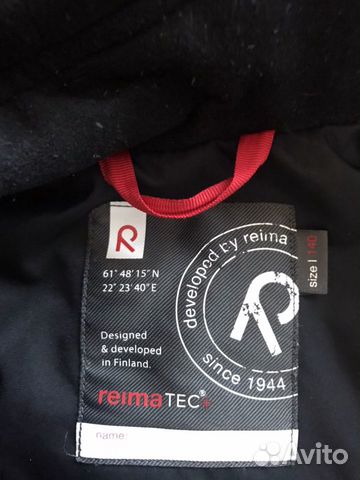 R
61° 48' 15" N
22° 23' 40" E
Designed
& developed
in Finland.
reimaTEC®+
name:
developed by reima
R
since 1944
size | 140
Avito